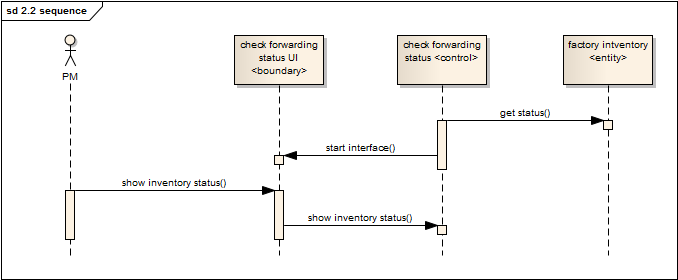 sd 2.2 sequence
PM
check forwarding
status UI
<boundary>
check forwarding
status <control>
factory intventory
<entity>
get status()
start interface()
show inventory status()
show inventory status()